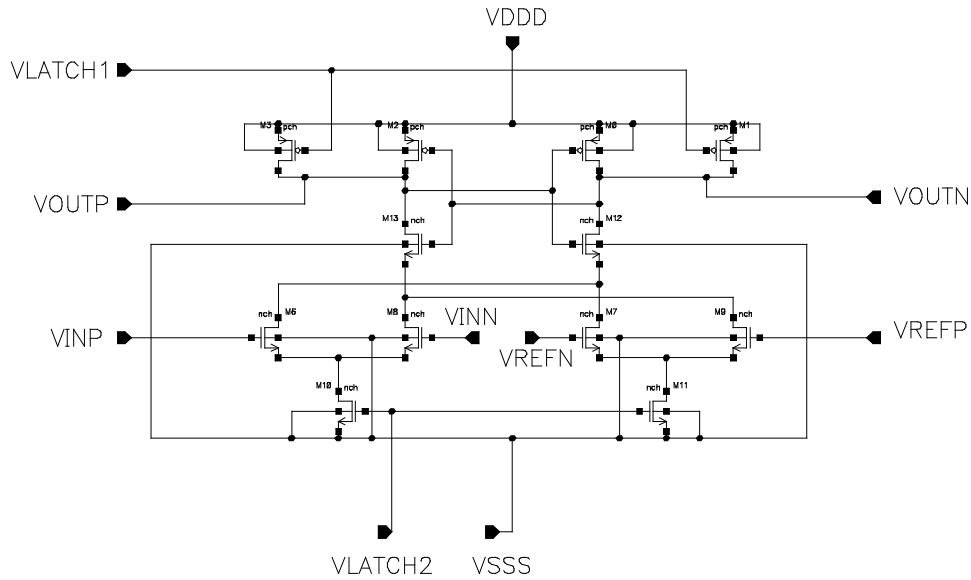 VDDD
VLATCH1
M3 pch
M2 pch
pch M0
pch M1
VOUTP
VOUTN
M13 nch
nch M12
nch M6
M8 nch
VINN
nch M7
M9 nch
VINP
VREFN
VREFP
M10 nch
nch M11
VLATCH2
VSSS